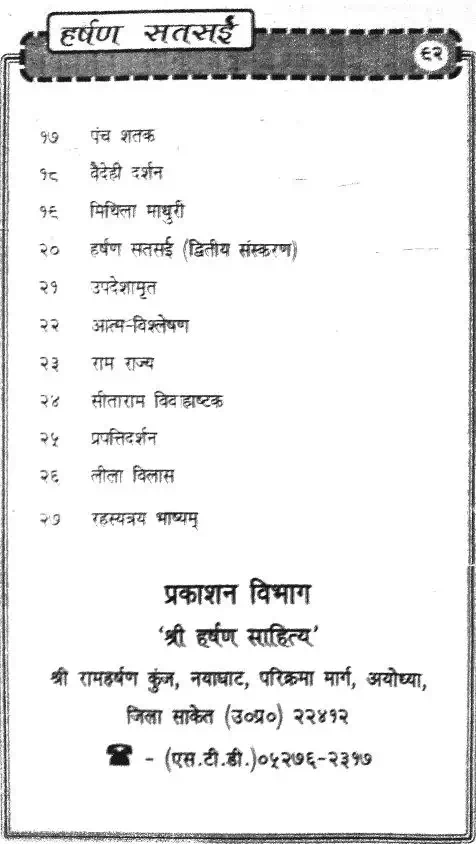 हर्षण सतसई
६२
१७ पंच शतक
१८ वैदेही दर्शन
१६ मिथिला माधुरी
२० हर्षण सतसई (द्वितीय संस्करण)
२१ उपदेशामृत
२२ आत्म-विश्लेषण
२३ राम राज्य
२४ सीताराम विवाहाष्टक
२५ प्रपत्तिदर्शन
२६ लीला विलास
२७ रहस्यत्रय भाष्यम्
प्रकाशन विभाग
‘श्री हर्षण साहित्य’
श्री रामहर्षण कुंज, नयाघाट, परिक्रमा मार्ग, अयोध्या,
जिला साकेत (उ०प्र०) २२४१२
☎ - (एस.टी.डी.)०५२७६-२३१७